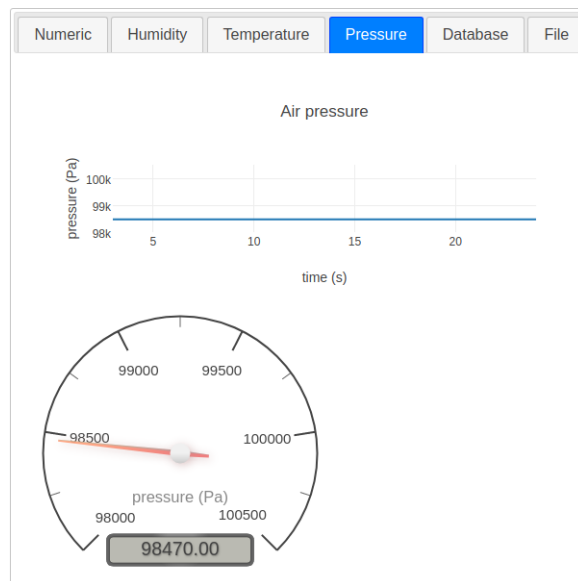 Numeric Humidity Temperature Pressure Database File
Air pressure
pressure (Pa)
100k
99k
98k
5 10 15 20
time (s)
99000 99500
98500 100000
pressure (Pa)
98000 100500
98470.00